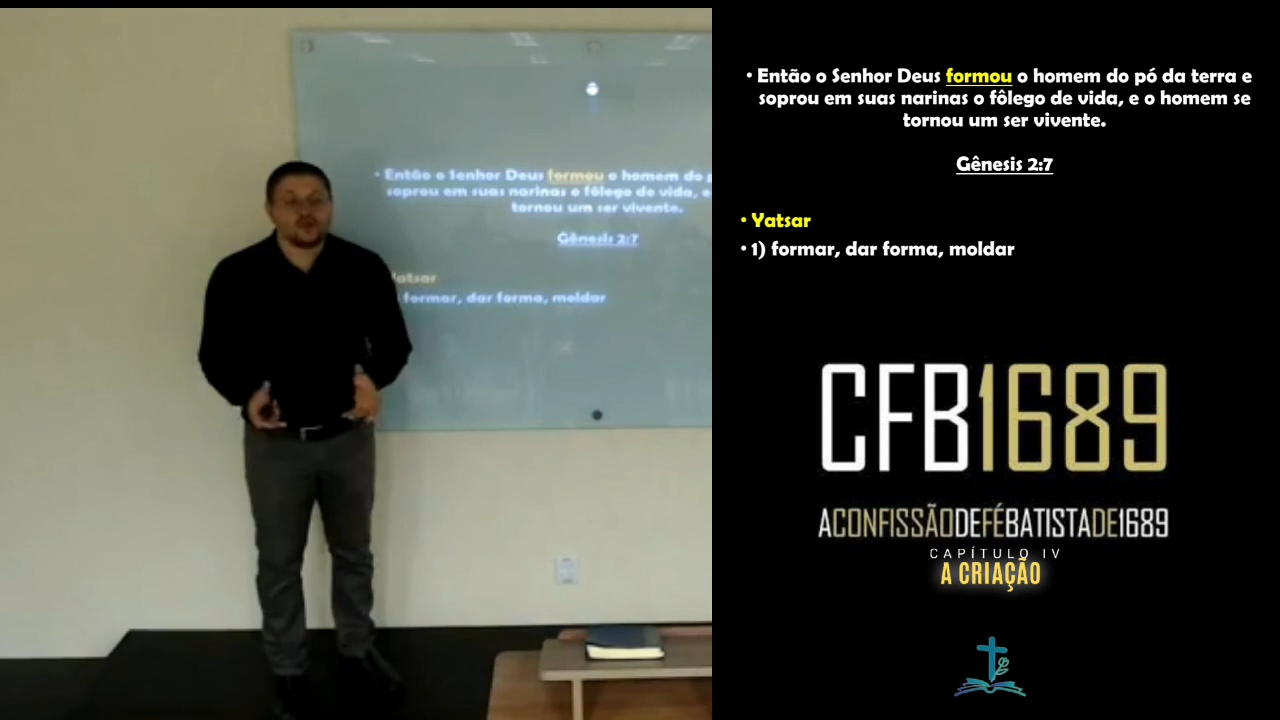 • Então o Senhor Deus formou o homem do pó da terra e
soprou em suas narinas o fôlego de vida, e o homem se
tornou um ser vivente.
Gênesis 2:7
• Yatsar
• 1) formar, dar forma, moldar
CFB1689
ACONFISSÃODEFÉBATISTADE1689
CAPÍTULO IV
A CRIAÇÃO
• Então o Senhor Deus formou o homem do
soprou em suas narinas o fôlego de vida, e
tornou um ser vivente.
Gênesis 2:7
Yatsar
formar, dar forma, moldar